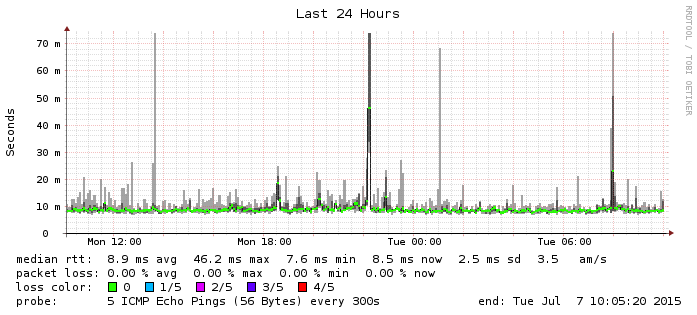 Last 24 Hours
RRDTOOL / TOBI OETIKER
Seconds
70 m
60 m
50 m
40 m
30 m
20 m
10 m
0
Mon 12:00 Mon 18:00 Tue 00:00 Tue 06:00
median rtt: 8.9 ms avg 46.2 ms max 7.6 ms min 8.5 ms now 2.5 ms sd 3.5 am/s
packet loss: 0.00 % avg 0.00 % max 0.00 % min 0.00 % now
loss color: 0 1/5 2/5 3/5 4/5
probe: 5 ICMP Echo Pings (56 Bytes) every 300s end: Tue Jul 7 10:05:20 2015